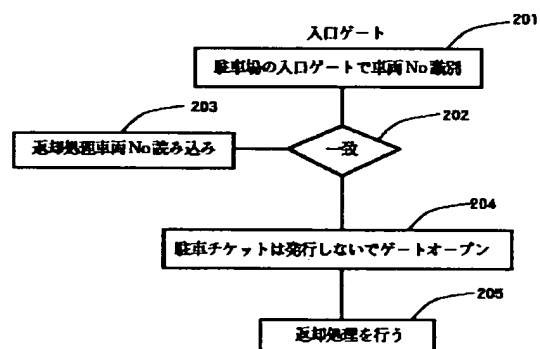 入口ゲート
201
駐車場の入口ゲートで車両No識別
203
202
返却処理車両No読み込み
一致
204
駐車チケットは発行しないでゲートオープン
205
返却処理を行う